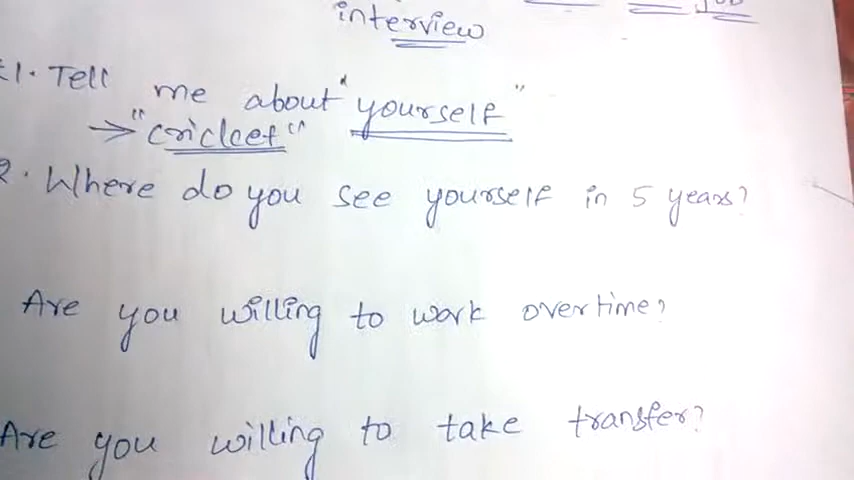 interview
1. Tell me about "yourself"
→ "cricket"
2. Where do you see yourself in 5 years?
Are you willing to work overtime?
Are you willing to take transfer?